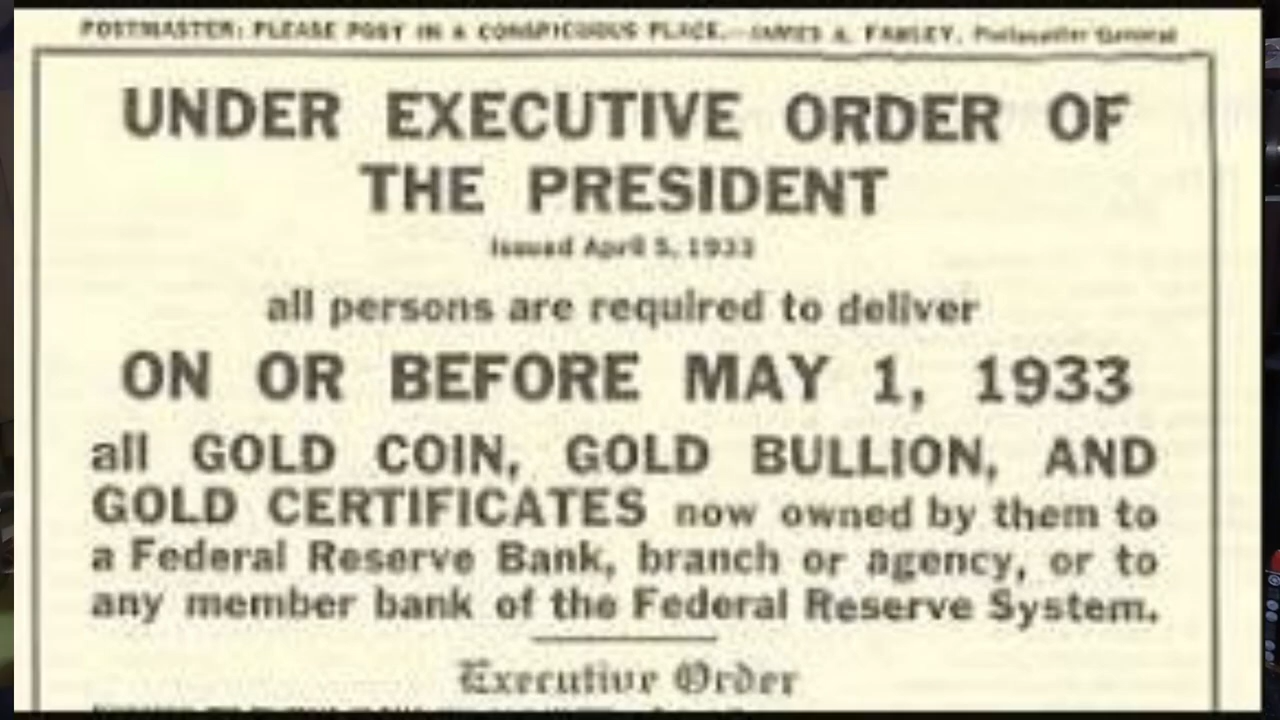 POSTMASTER: PLEASE POST IN A CONSPICUOUS PLACE.—JAMES A. FARLEY, Postmaster General
UNDER EXECUTIVE ORDER OF
THE PRESIDENT
Issued April 5, 1933
all persons are required to deliver
ON OR BEFORE MAY 1, 1933
all GOLD COIN, GOLD BULLION, AND
GOLD CERTIFICATES now owned by them to
a Federal Reserve Bank, branch or agency, or to
any member bank of the Federal Reserve System.
Executive Order